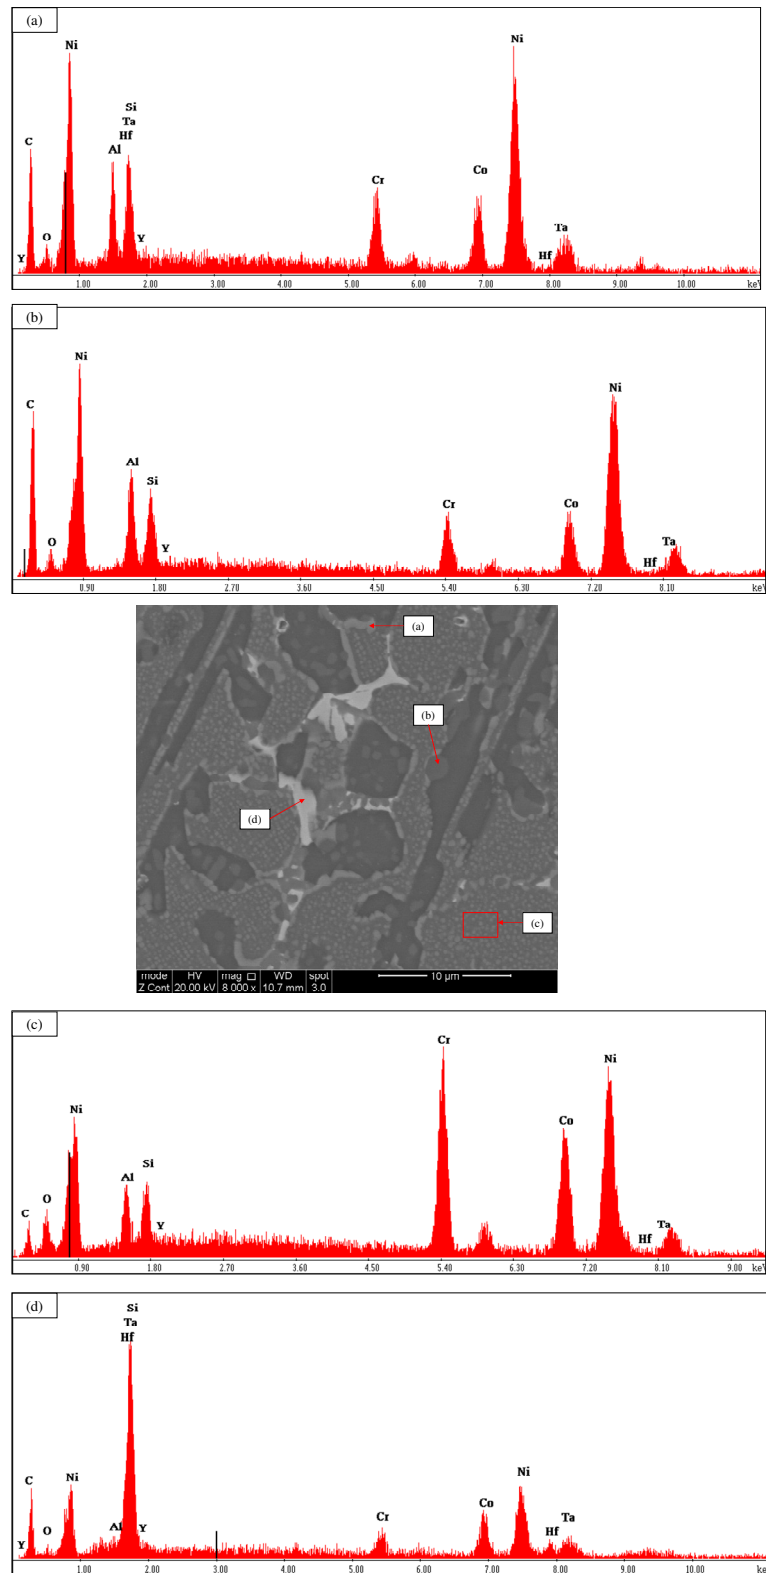 (a)
Ni
Ni
Si
Ta
Hf
C
Al
Cr
Co
O
Y
Y
Ta
Hf
1.00 2.00 3.00 4.00 5.00 6.00 7.00 8.00 9.00 10.00 keV
(b)
Ni
Ni
C
Al
Si
Cr
Co
O
Y
Ta
Hf
0.90 1.80 2.70 3.60 4.50 5.40 6.30 7.20 8.10 keV
(a)
(b)
(d)
(c)
mode HV mag WD spot
Z Cont 20.00 kV 8 000 x 10.7 mm 3.0
10 µm
(c)
Cr
Ni
Ni
Co
Al
Si
C
O
Y
Ta
Hf
0.90 1.80 2.70 3.60 4.50 5.40 6.30 7.20 8.10 9.00 keV
(d)
Si
Ta
Hf
C
Ni
Ni
Co
Cr
Ta
Hf
O
Al
Y
Y
1.00 2.00 3.00 4.00 5.00 6.00 7.00 8.00 9.00 10.00 ke